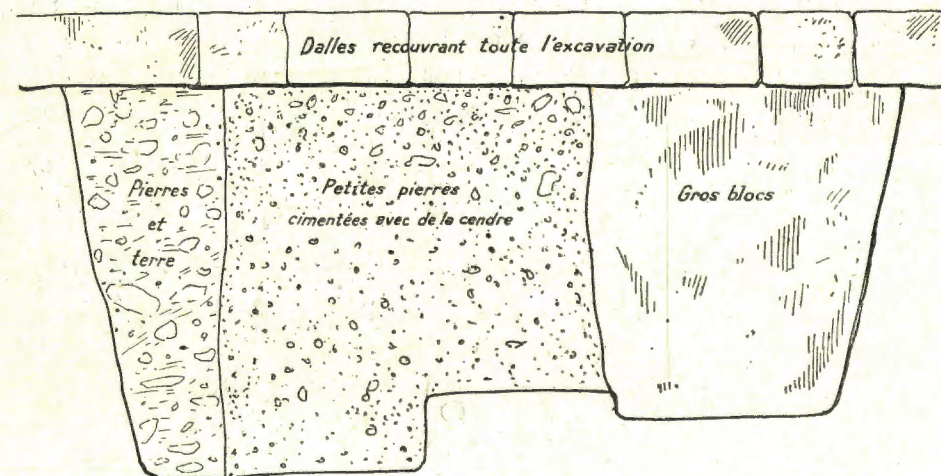 Dalles recouvrant toute l'excavation
Pierres
et
terre
Petites pierres
cimentées avec de la cendre
Gros blocs